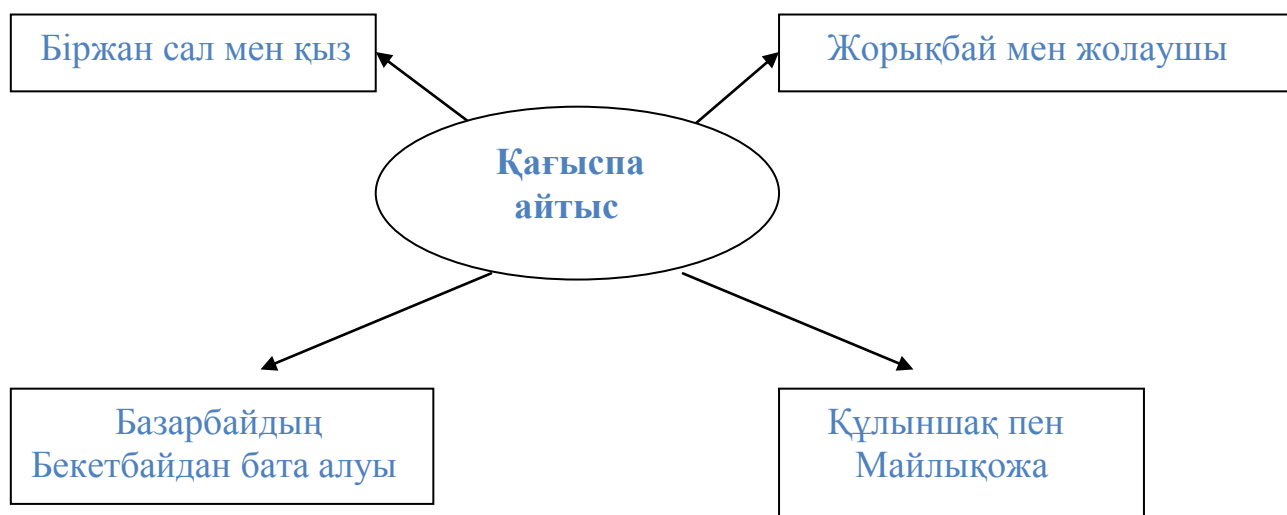 Біржан сал мен қыз
Жорықбай мен жолаушы
Қағыспа
айтыс
Базарбайдың
Бекетбайдан бата алуы
Құлыншақ пен
Майлықожа